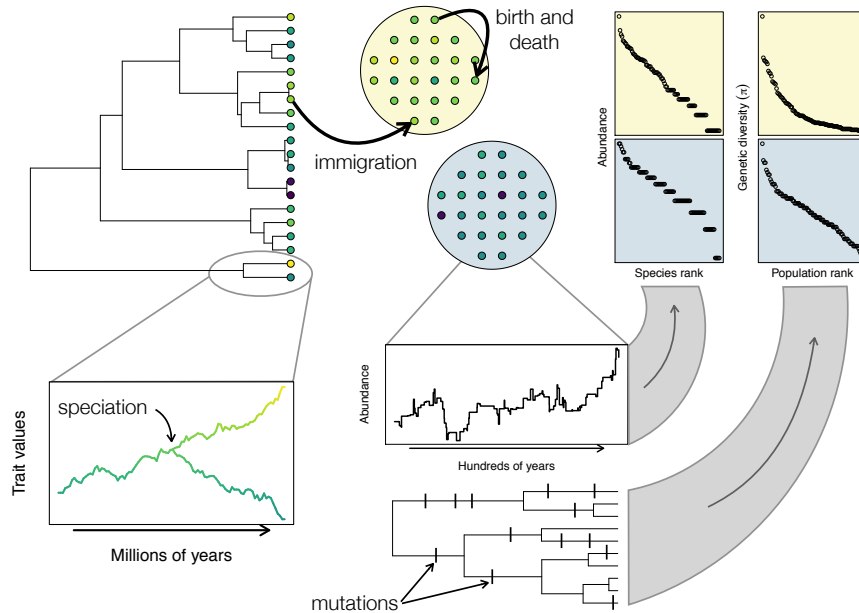 birth and
death
immigration
Abundance
Genetic diversity (π)
Species rank
Population rank
speciation
Trait values
Millions of years
Abundance
Hundreds of years
mutations